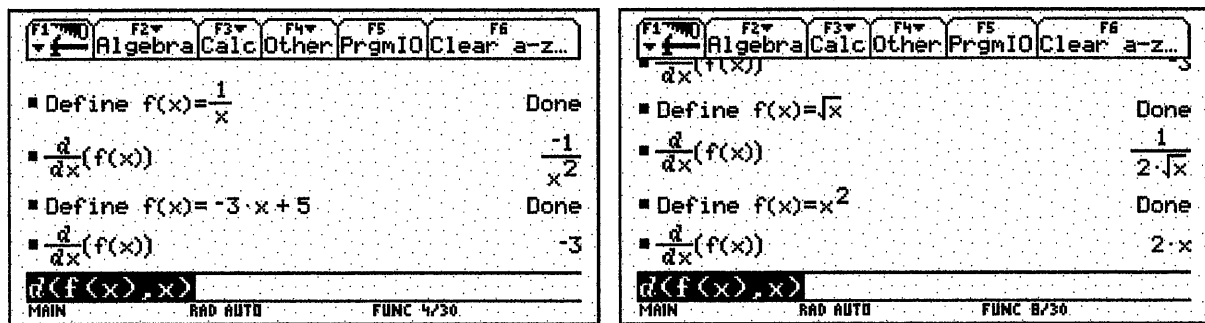 F1 F2 F3 F4 F5 F6
Algebra Calc Other PrgmIO Clear a-z…
▪Define f(x)=1/x Done
▪d/dx(f(x)) -1/x²
▪Define f(x)=-3·x+5 Done
▪d/dx(f(x)) -3
d(f(x),x)
MAIN RAD AUTO FUNC 4/30
F1 F2 F3 F4 F5 F6
Algebra Calc Other PrgmIO Clear a-z…
▪d/dx(f(x)) -3
▪Define f(x)=√x Done
▪d/dx(f(x)) 1/(2·√x)
▪Define f(x)=x² Done
▪d/dx(f(x)) 2·x
d(f(x),x)
MAIN RAD AUTO FUNC 8/30